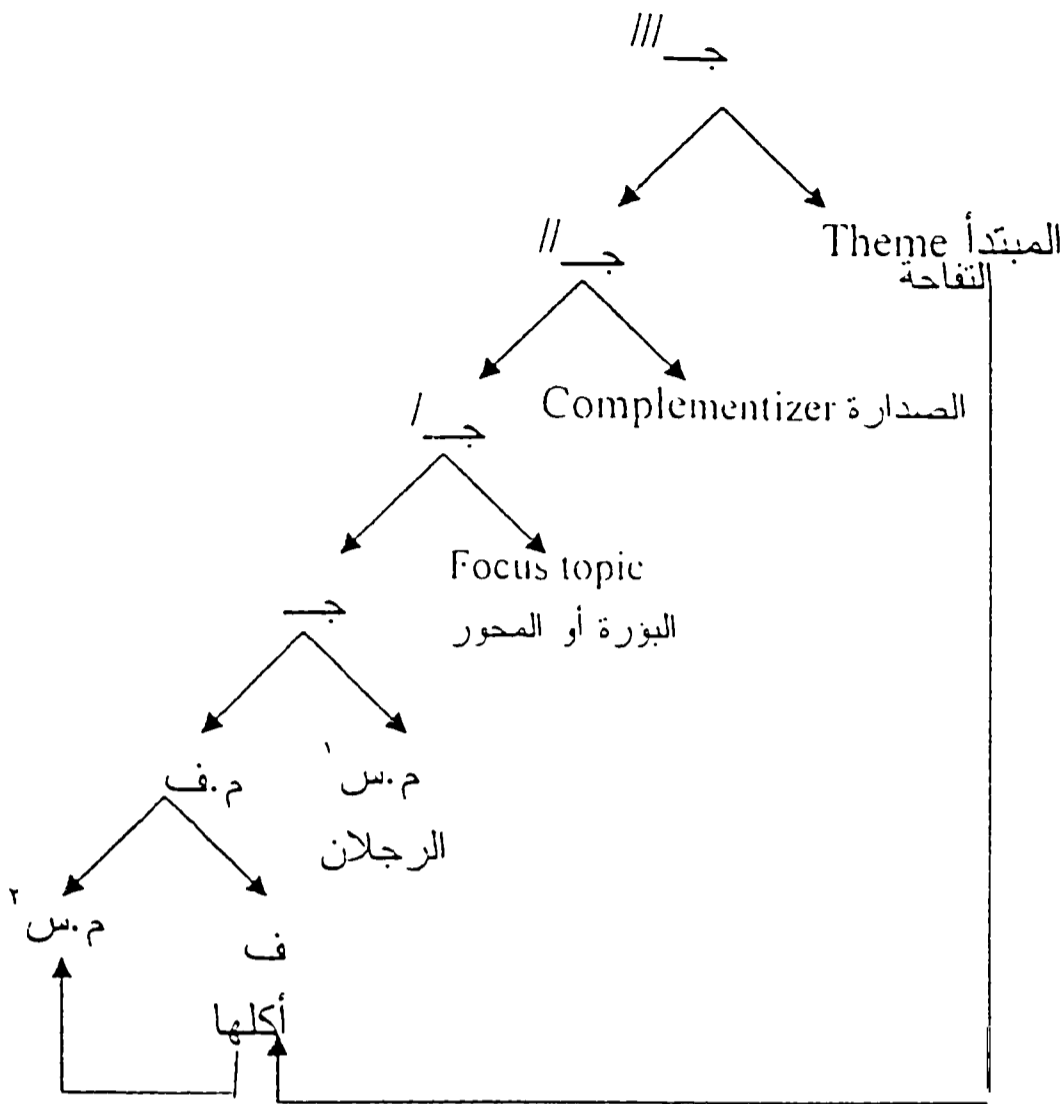 جـ///
Theme المبتدأ
التفاحة
جـ//
Complementizer الصدارة
جـ/
Focus topic
البؤرة أو المحور
جـ
م.س ١
م.ف
الرجلان
م.س ٢
ف
أكلها